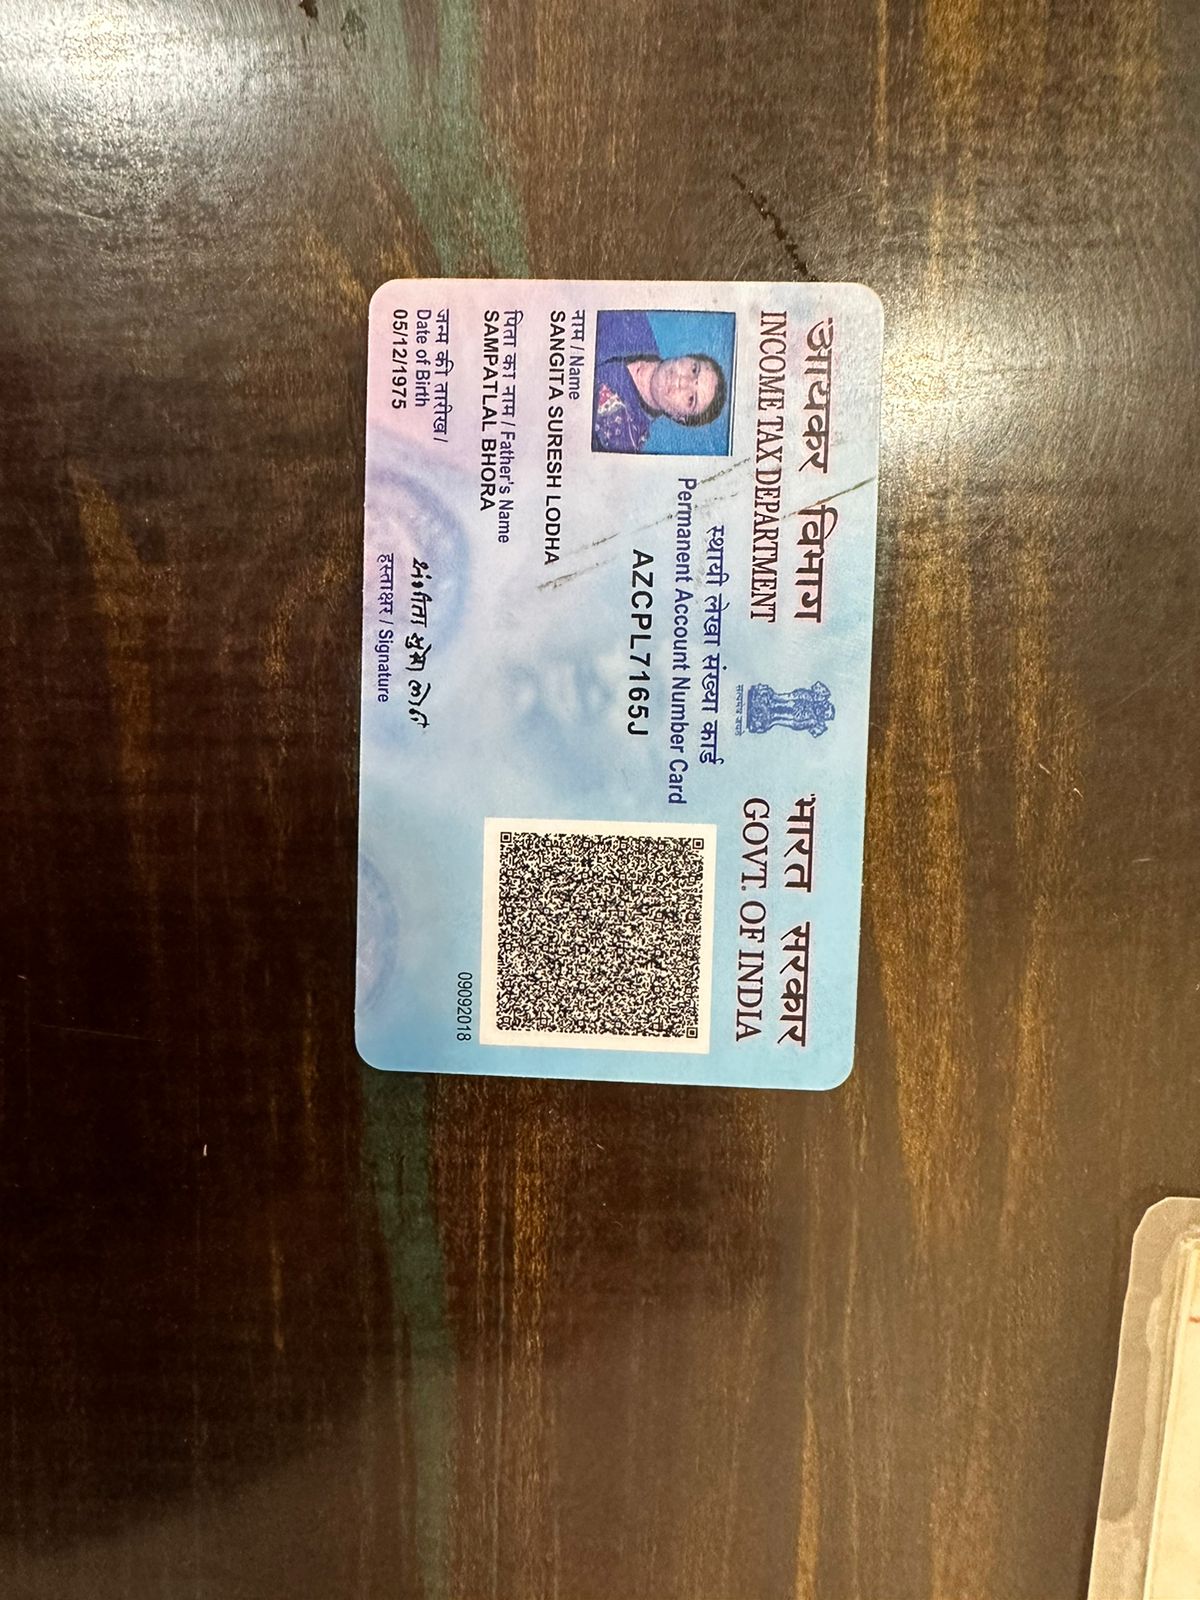 आयकर विभाग
INCOME TAX DEPARTMENT
सत्यमेव जयते
भारत सरकार
GOVT. OF INDIA
स्थायी लेखा संख्या कार्ड
Permanent Account Number Card
AZCPL7165J
नाम / Name
SANGITA SURESH LODHA
पिता का नाम / Father's Name
SAMPATLAL BHORA
जन्म की तारीख /
Date of Birth
05/12/1975
संगीता सुरेश लोढा
हस्ताक्षर / Signature
09092018